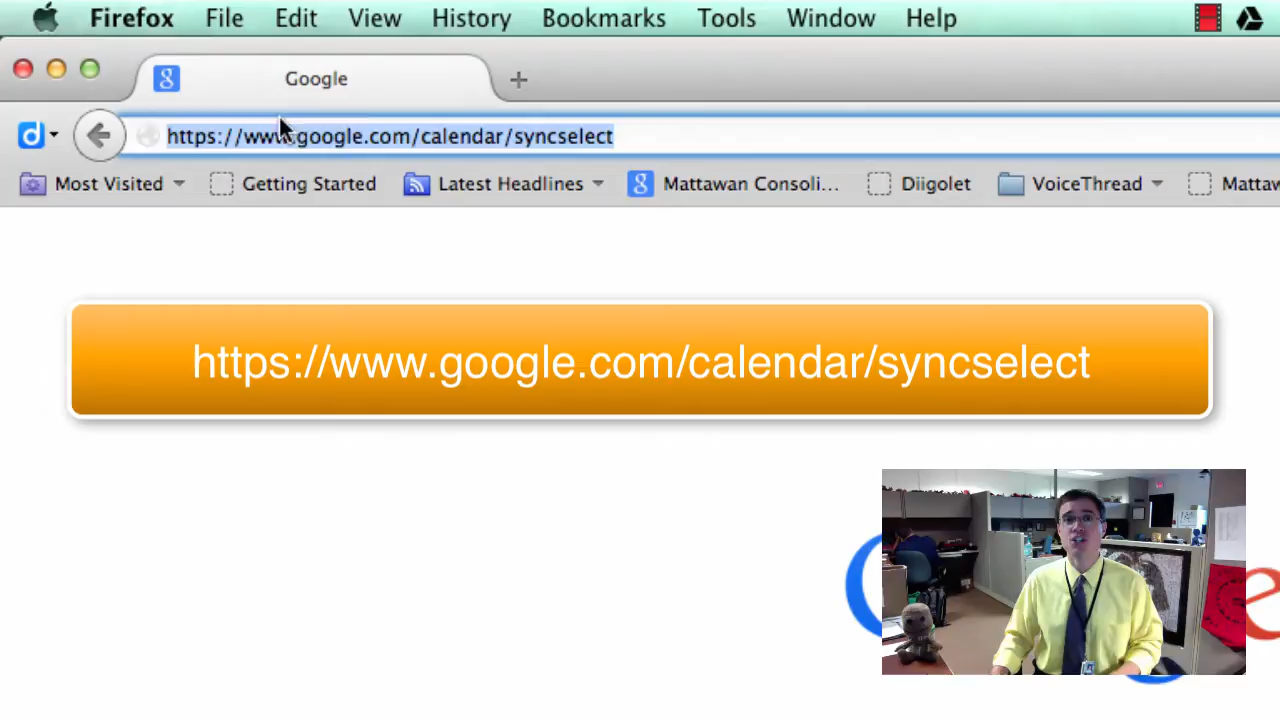 Firefox File Edit View History Bookmarks Tools Window Help
Google
https://www.google.com/calendar/syncselect
Most Visited Getting Started Latest Headlines Mattawan Consoli... Diigolet VoiceThread Mattaw
https://www.google.com/calendar/syncselect